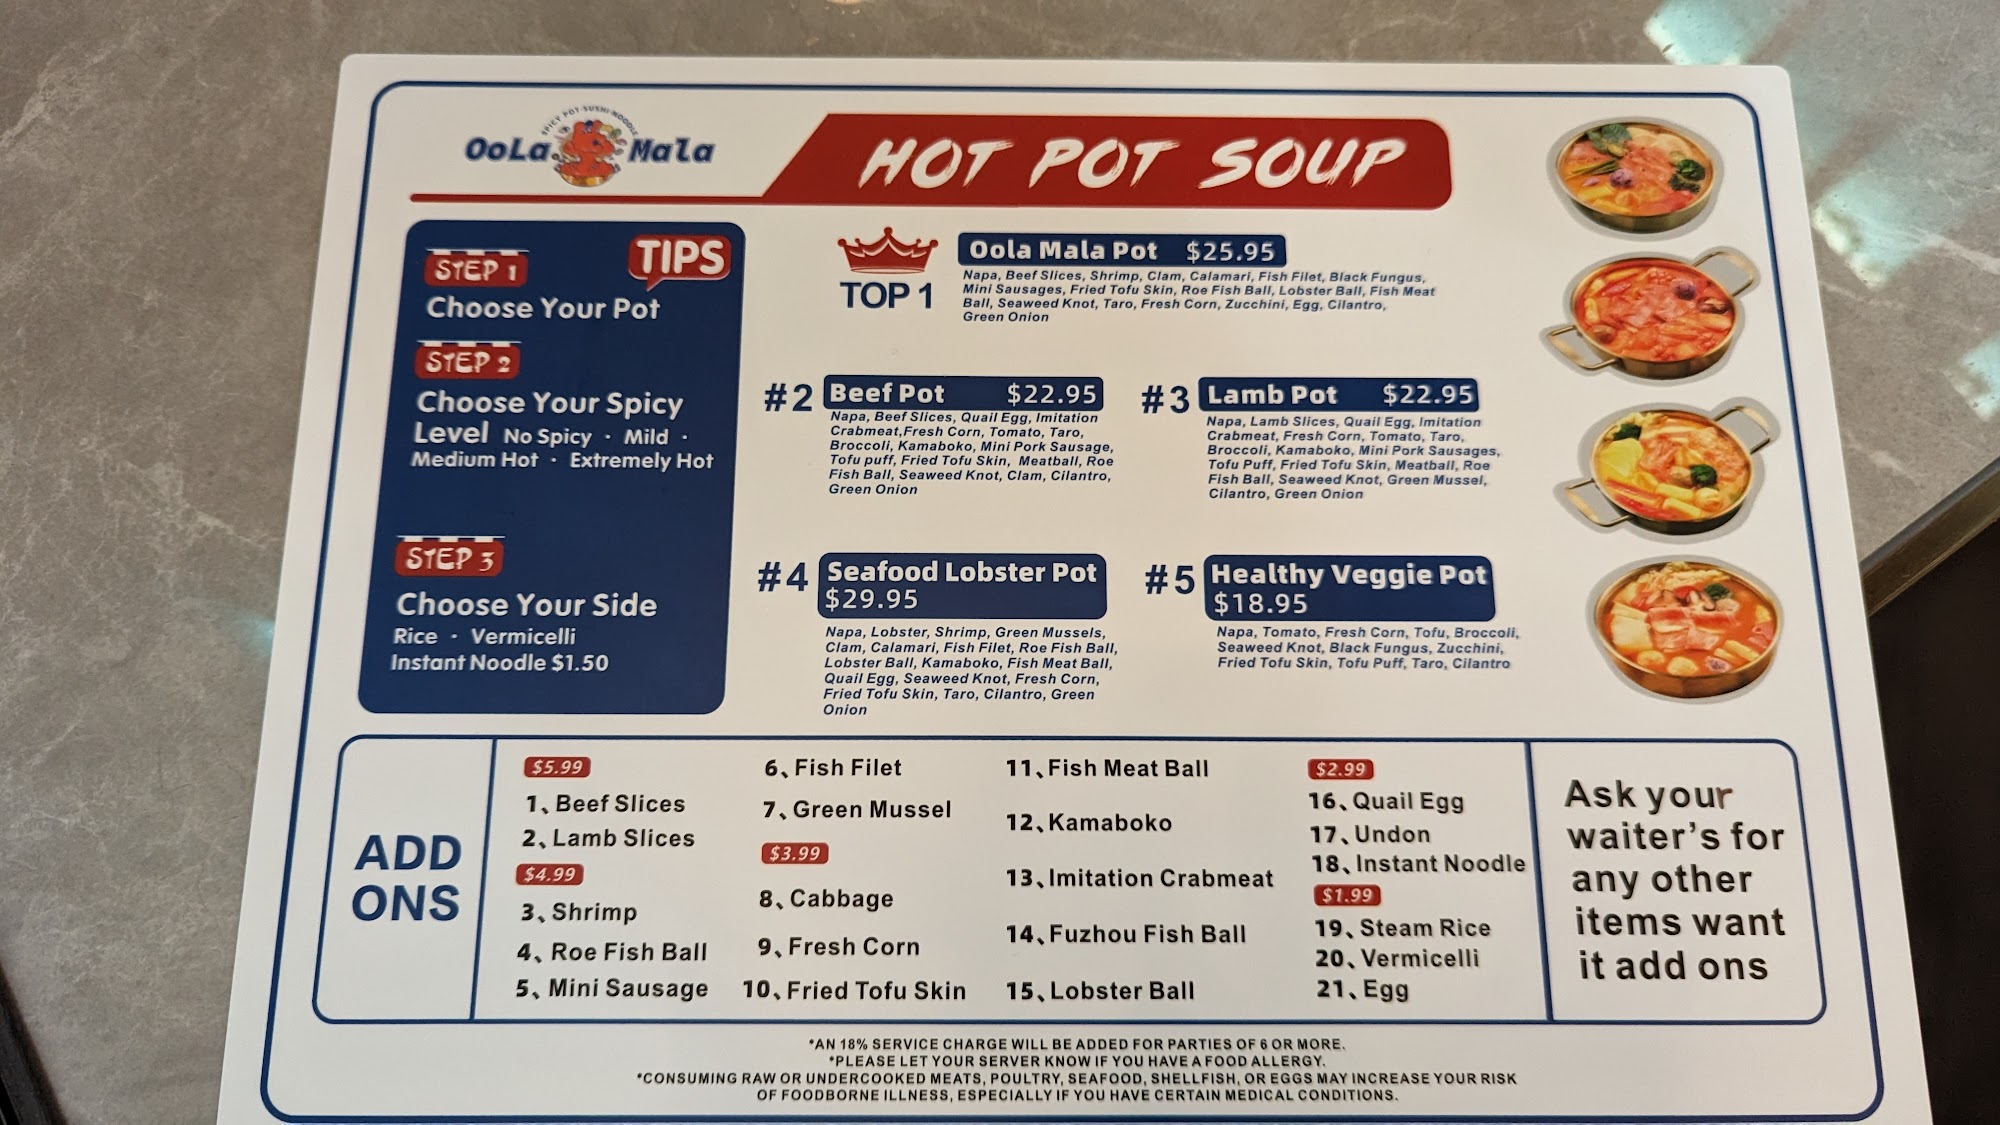 SPICY POT·SUSHI·NOODLE
OoLa Mala
HOT POT SOUP
TIPS
STEP 1
Choose Your Pot
STEP 2
Choose Your Spicy
Level No Spicy · Mild ·
Medium Hot · Extremely Hot
STEP 3
Choose Your Side
Rice · Vermicelli
Instant Noodle $1.50
TOP 1
Oola Mala Pot $25.95
Napa, Beef Slices, Shrimp, Clam, Calamari, Fish Filet, Black Fungus,
Mini Sausages, Fried Tofu Skin, Roe Fish Ball, Lobster Ball, Fish Meat
Ball, Seaweed Knot, Taro, Fresh Corn, Zucchini, Egg, Cilantro,
Green Onion
#2 Beef Pot $22.95
Napa, Beef Slices, Quail Egg, Imitation
Crabmeat,Fresh Corn, Tomato, Taro,
Broccoli, Kamaboko, Mini Pork Sausage,
Tofu puff, Fried Tofu Skin, Meatball, Roe
Fish Ball, Seaweed Knot, Clam, Cilantro,
Green Onion
#3 Lamb Pot $22.95
Napa, Lamb Slices, Quail Egg, Imitation
Crabmeat, Fresh Corn, Tomato, Taro,
Broccoli, Kamaboko, Mini Pork Sausages,
Tofu Puff, Fried Tofu Skin, Meatball, Roe
Fish Ball, Seaweed Knot, Green Mussel,
Cilantro, Green Onion
#4 Seafood Lobster Pot
$29.95
Napa, Lobster, Shrimp, Green Mussels,
Clam, Calamari, Fish Filet, Roe Fish Ball,
Lobster Ball, Kamaboko, Fish Meat Ball,
Quail Egg, Seaweed Knot, Fresh Corn,
Fried Tofu Skin, Taro, Cilantro, Green
Onion
#5 Healthy Veggie Pot
$18.95
Napa, Tomato, Fresh Corn, Tofu, Broccoli,
Seaweed Knot, Black Fungus, Zucchini,
Fried Tofu Skin, Tofu Puff, Taro, Cilantro
ADD
ONS
$5.99
1、Beef Slices
2、Lamb Slices
$4.99
3、Shrimp
4、Roe Fish Ball
5、Mini Sausage
6、Fish Filet
7、Green Mussel
$3.99
8、Cabbage
9、Fresh Corn
10、Fried Tofu Skin
11、Fish Meat Ball
12、Kamaboko
13、Imitation Crabmeat
14、Fuzhou Fish Ball
15、Lobster Ball
$2.99
16、Quail Egg
17、Undon
18、Instant Noodle
$1.99
19、Steam Rice
20、Vermicelli
21、Egg
Ask your
waiter's for
any other
items want
it add ons
*AN 18% SERVICE CHARGE WILL BE ADDED FOR PARTIES OF 6 OR MORE.
*PLEASE LET YOUR SERVER KNOW IF YOU HAVE A FOOD ALLERGY.
*CONSUMING RAW OR UNDERCOOKED MEATS, POULTRY, SEAFOOD, SHELLFISH, OR EGGS MAY INCREASE YOUR RISK
OF FOODBORNE ILLNESS, ESPECIALLY IF YOU HAVE CERTAIN MEDICAL CONDITIONS.